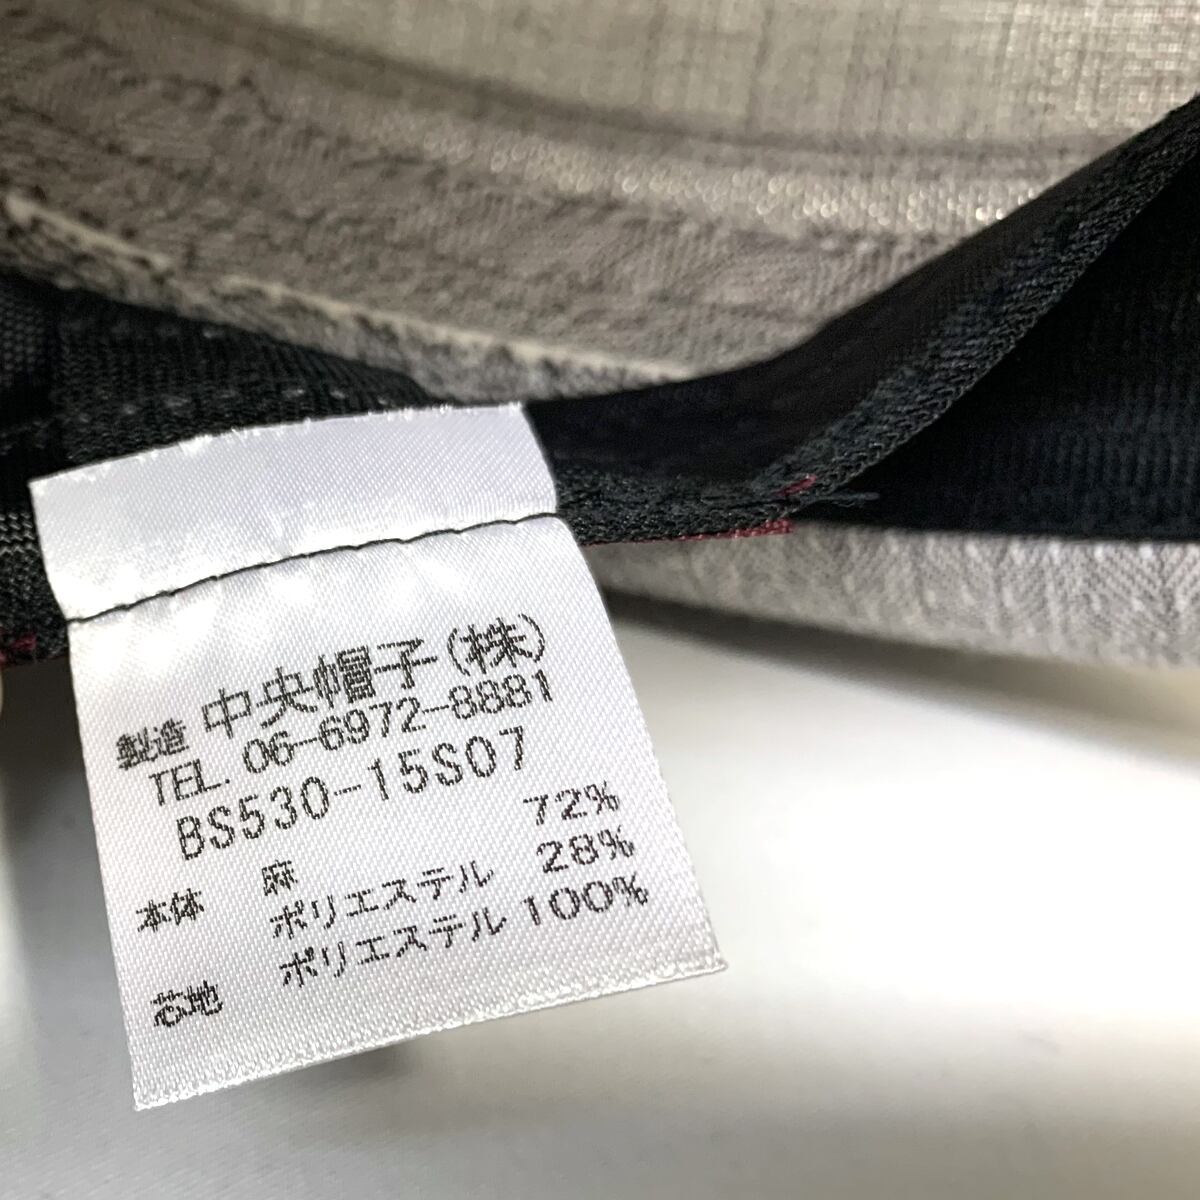 製造 中央帽子(株)
TEL. 06-6972-8881
BS530-15S07
本体 麻 72%
ポリエステル 28%
芯地 ポリエステル 100%